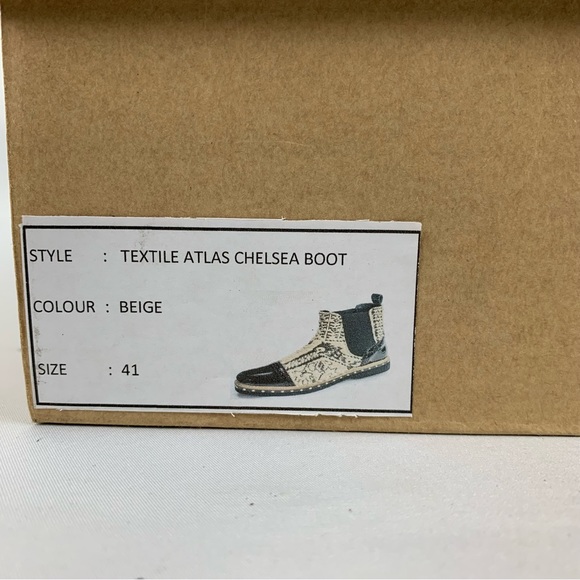 STYLE : TEXTILE ATLAS CHELSEA BOOT
COLOUR : BEIGE
SIZE : 41